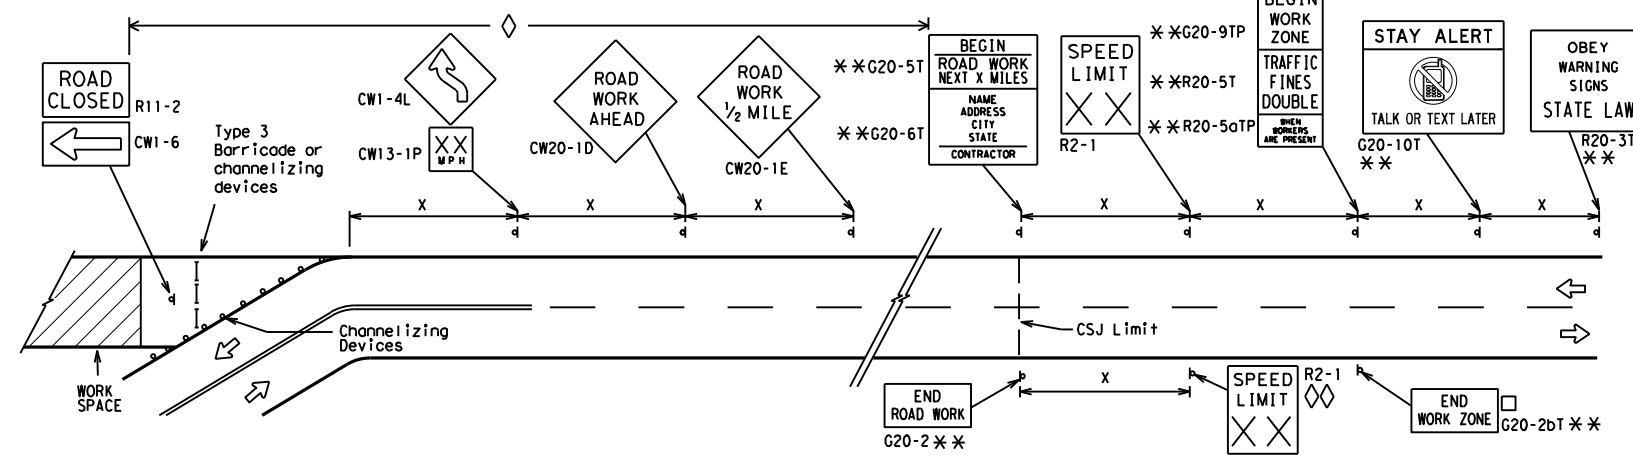 ROAD
CLOSED
R11-2
CW1-6
Type 3
Barricade or
channelizing
devices
CW1-4L
CW13-1P
XX
MPH
ROAD
WORK
AHEAD
CW20-1D
ROAD
WORK
1/2 MILE
CW20-1E
**G20-5T
**G20-6T
BEGIN
ROAD WORK
NEXT X MILES
NAME
ADDRESS
CITY
STATE
CONTRACTOR
SPEED
LIMIT
XX
R2-1
**G20-9TP
**R20-5T
**R20-5aTP
BEGIN
WORK
ZONE
TRAFFIC
FINES
DOUBLE
WHEN
WORKERS
ARE PRESENT
STAY ALERT
TALK OR TEXT LATER
G20-10T
**
OBEY
WARNING
SIGNS
STATE LAW
R20-3T
**
X
X
X
X
X
X
X
Channelizing
Devices
WORK
SPACE
CSJ Limit
X
END
ROAD WORK
G20-2**
SPEED
LIMIT
XX
R2-1
END
WORK ZONE
G20-2bT**